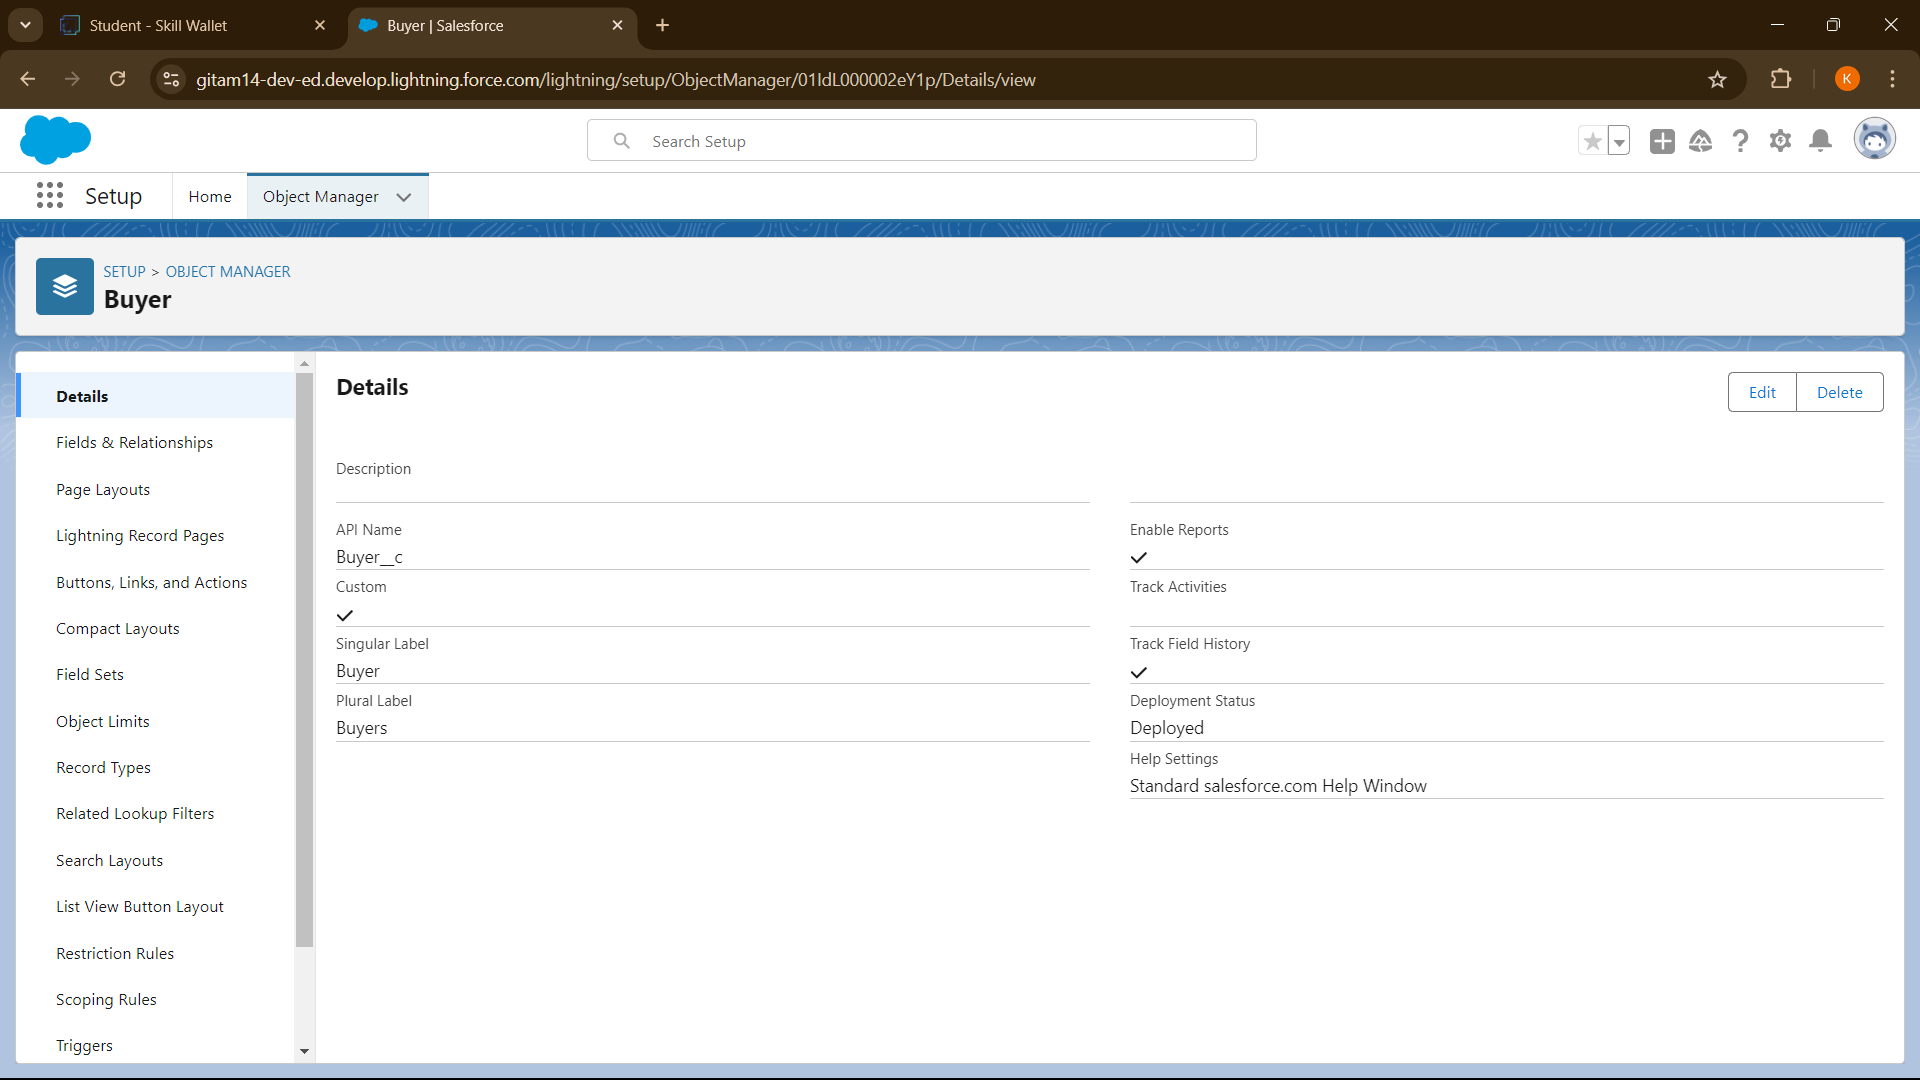 Student - Skill Wallet
Buyer | Salesforce
gitam14-dev-ed.develop.lightning.force.com/lightning/setup/ObjectManager/01IdL000002eY1p/Details/view
K
Search Setup
Setup
Home
Object Manager
SETUP > OBJECT MANAGER
Buyer
Details
Fields & Relationships
Page Layouts
Lightning Record Pages
Buttons, Links, and Actions
Compact Layouts
Field Sets
Object Limits
Record Types
Related Lookup Filters
Search Layouts
List View Button Layout
Restriction Rules
Scoping Rules
Triggers
Details
Edit
Delete
Description
API Name
Buyer__c
Custom
Singular Label
Buyer
Plural Label
Buyers
Enable Reports
Track Activities
Track Field History
Deployment Status
Deployed
Help Settings
Standard salesforce.com Help Window